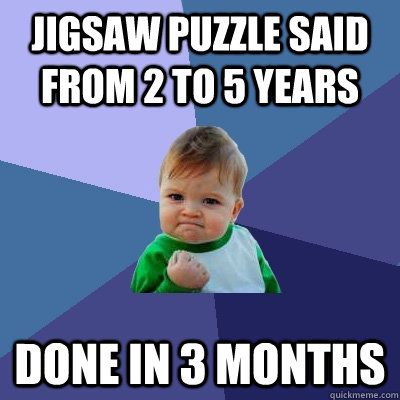 JIGSAW PUZZLE SAID
FROM 2 TO 5 YEARS
DONE IN 3 MONTHS
quickmeme.com